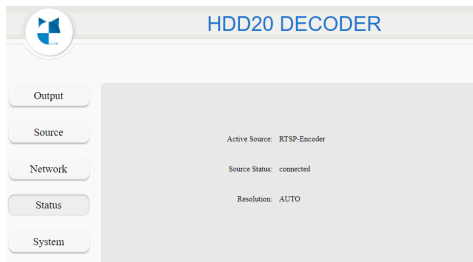 HDD20 DECODER
Output
Source
Network
Status
System
Active Source: RTSP-Encoder
Source Status: connected
Resolution: AUTO